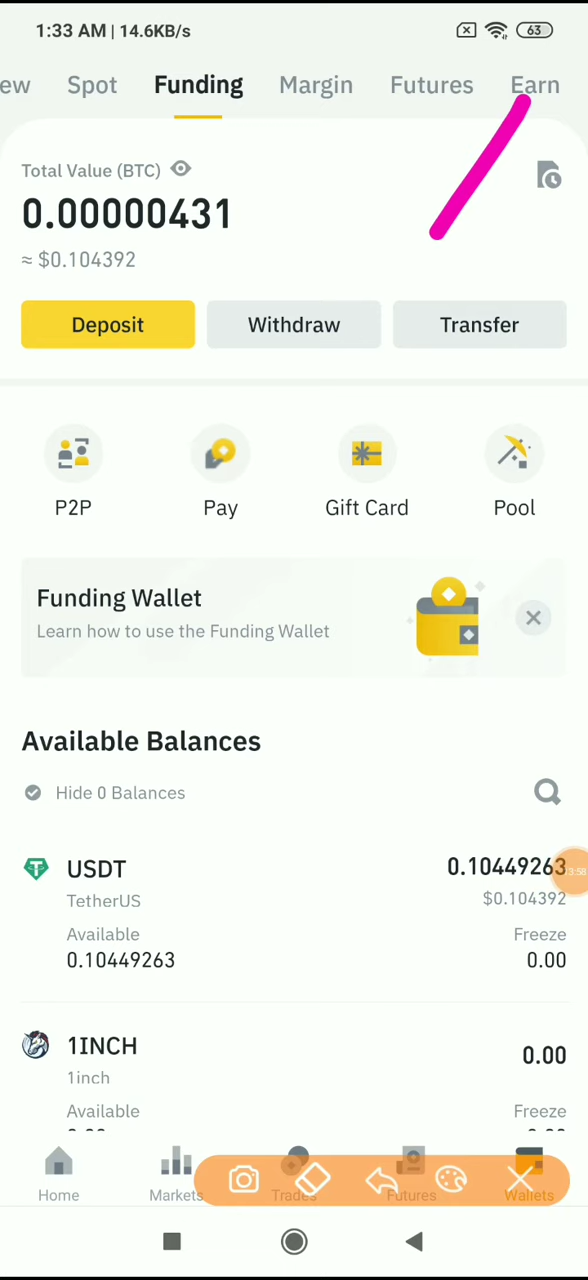 1:33 AM | 14.6KB/s
63
ew Spot Funding Margin Futures Earn
Total Value (BTC)
0.00000431
≈ $0.104392
Deposit Withdraw Transfer
P2P Pay Gift Card Pool
Funding Wallet
Learn how to use the Funding Wallet
Available Balances
Hide 0 Balances
USDT 0.10449263
TetherUS $0.104392
Available Freeze
0.10449263 0.00
1INCH 0.00
1inch
Available Freeze
Home Markets Trades Futures Wallets